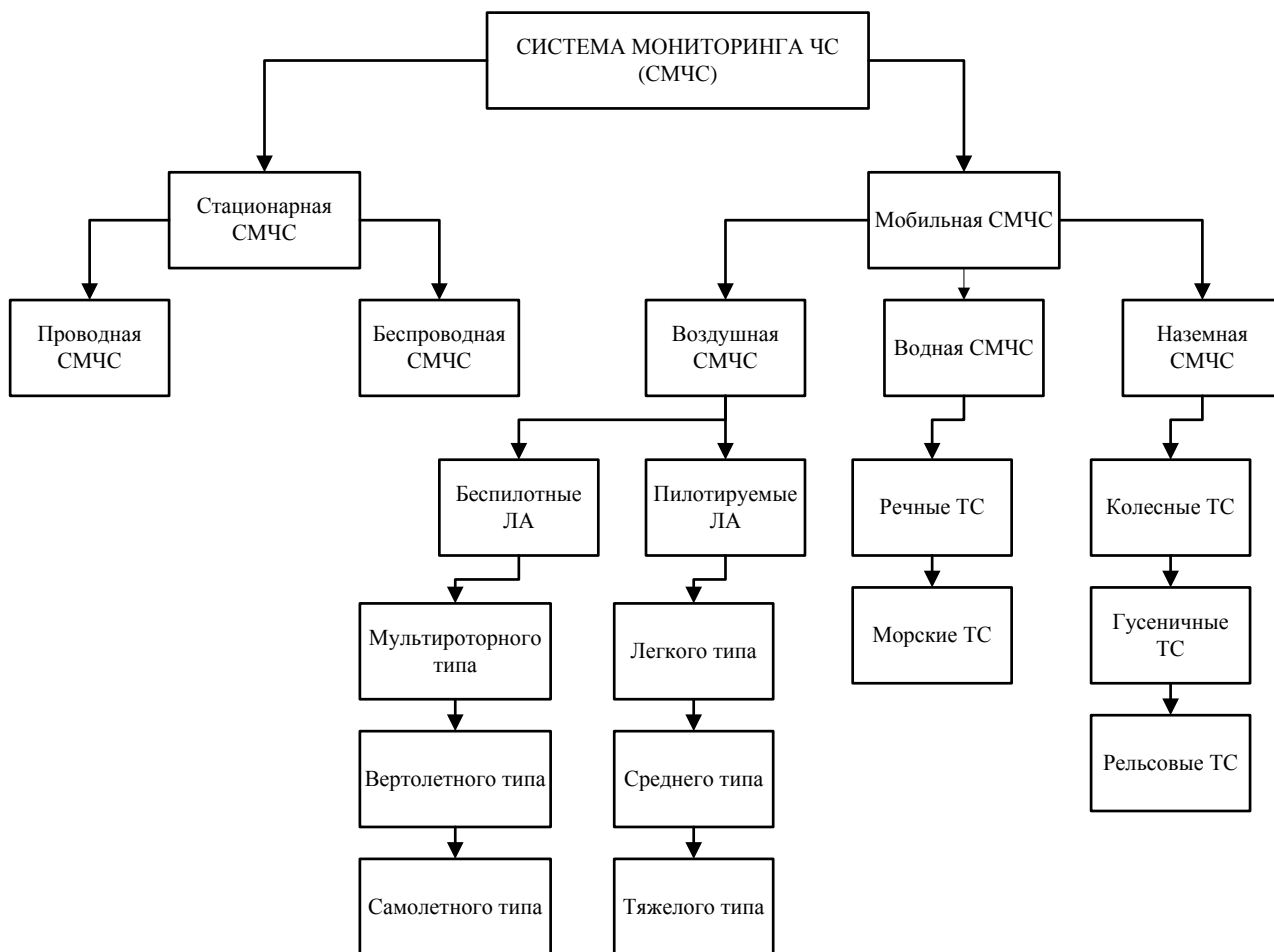 СИСТЕМА МОНИТОРИНГА ЧС
(СМЧС)
Стационарная
СМЧС
Мобильная СМЧС
Проводная
СМЧС
Беспроводная
СМЧС
Воздушная
СМЧС
Водная СМЧС
Наземная
СМЧС
Беспилотные
ЛА
Пилотируемые
ЛА
Речные ТС
Колесные ТС
Мультироторного
типа
Легкого типа
Морские ТС
Гусеничные
ТС
Вертолетного типа
Среднего типа
Рельсовые ТС
Самолетного типа
Тяжелого типа